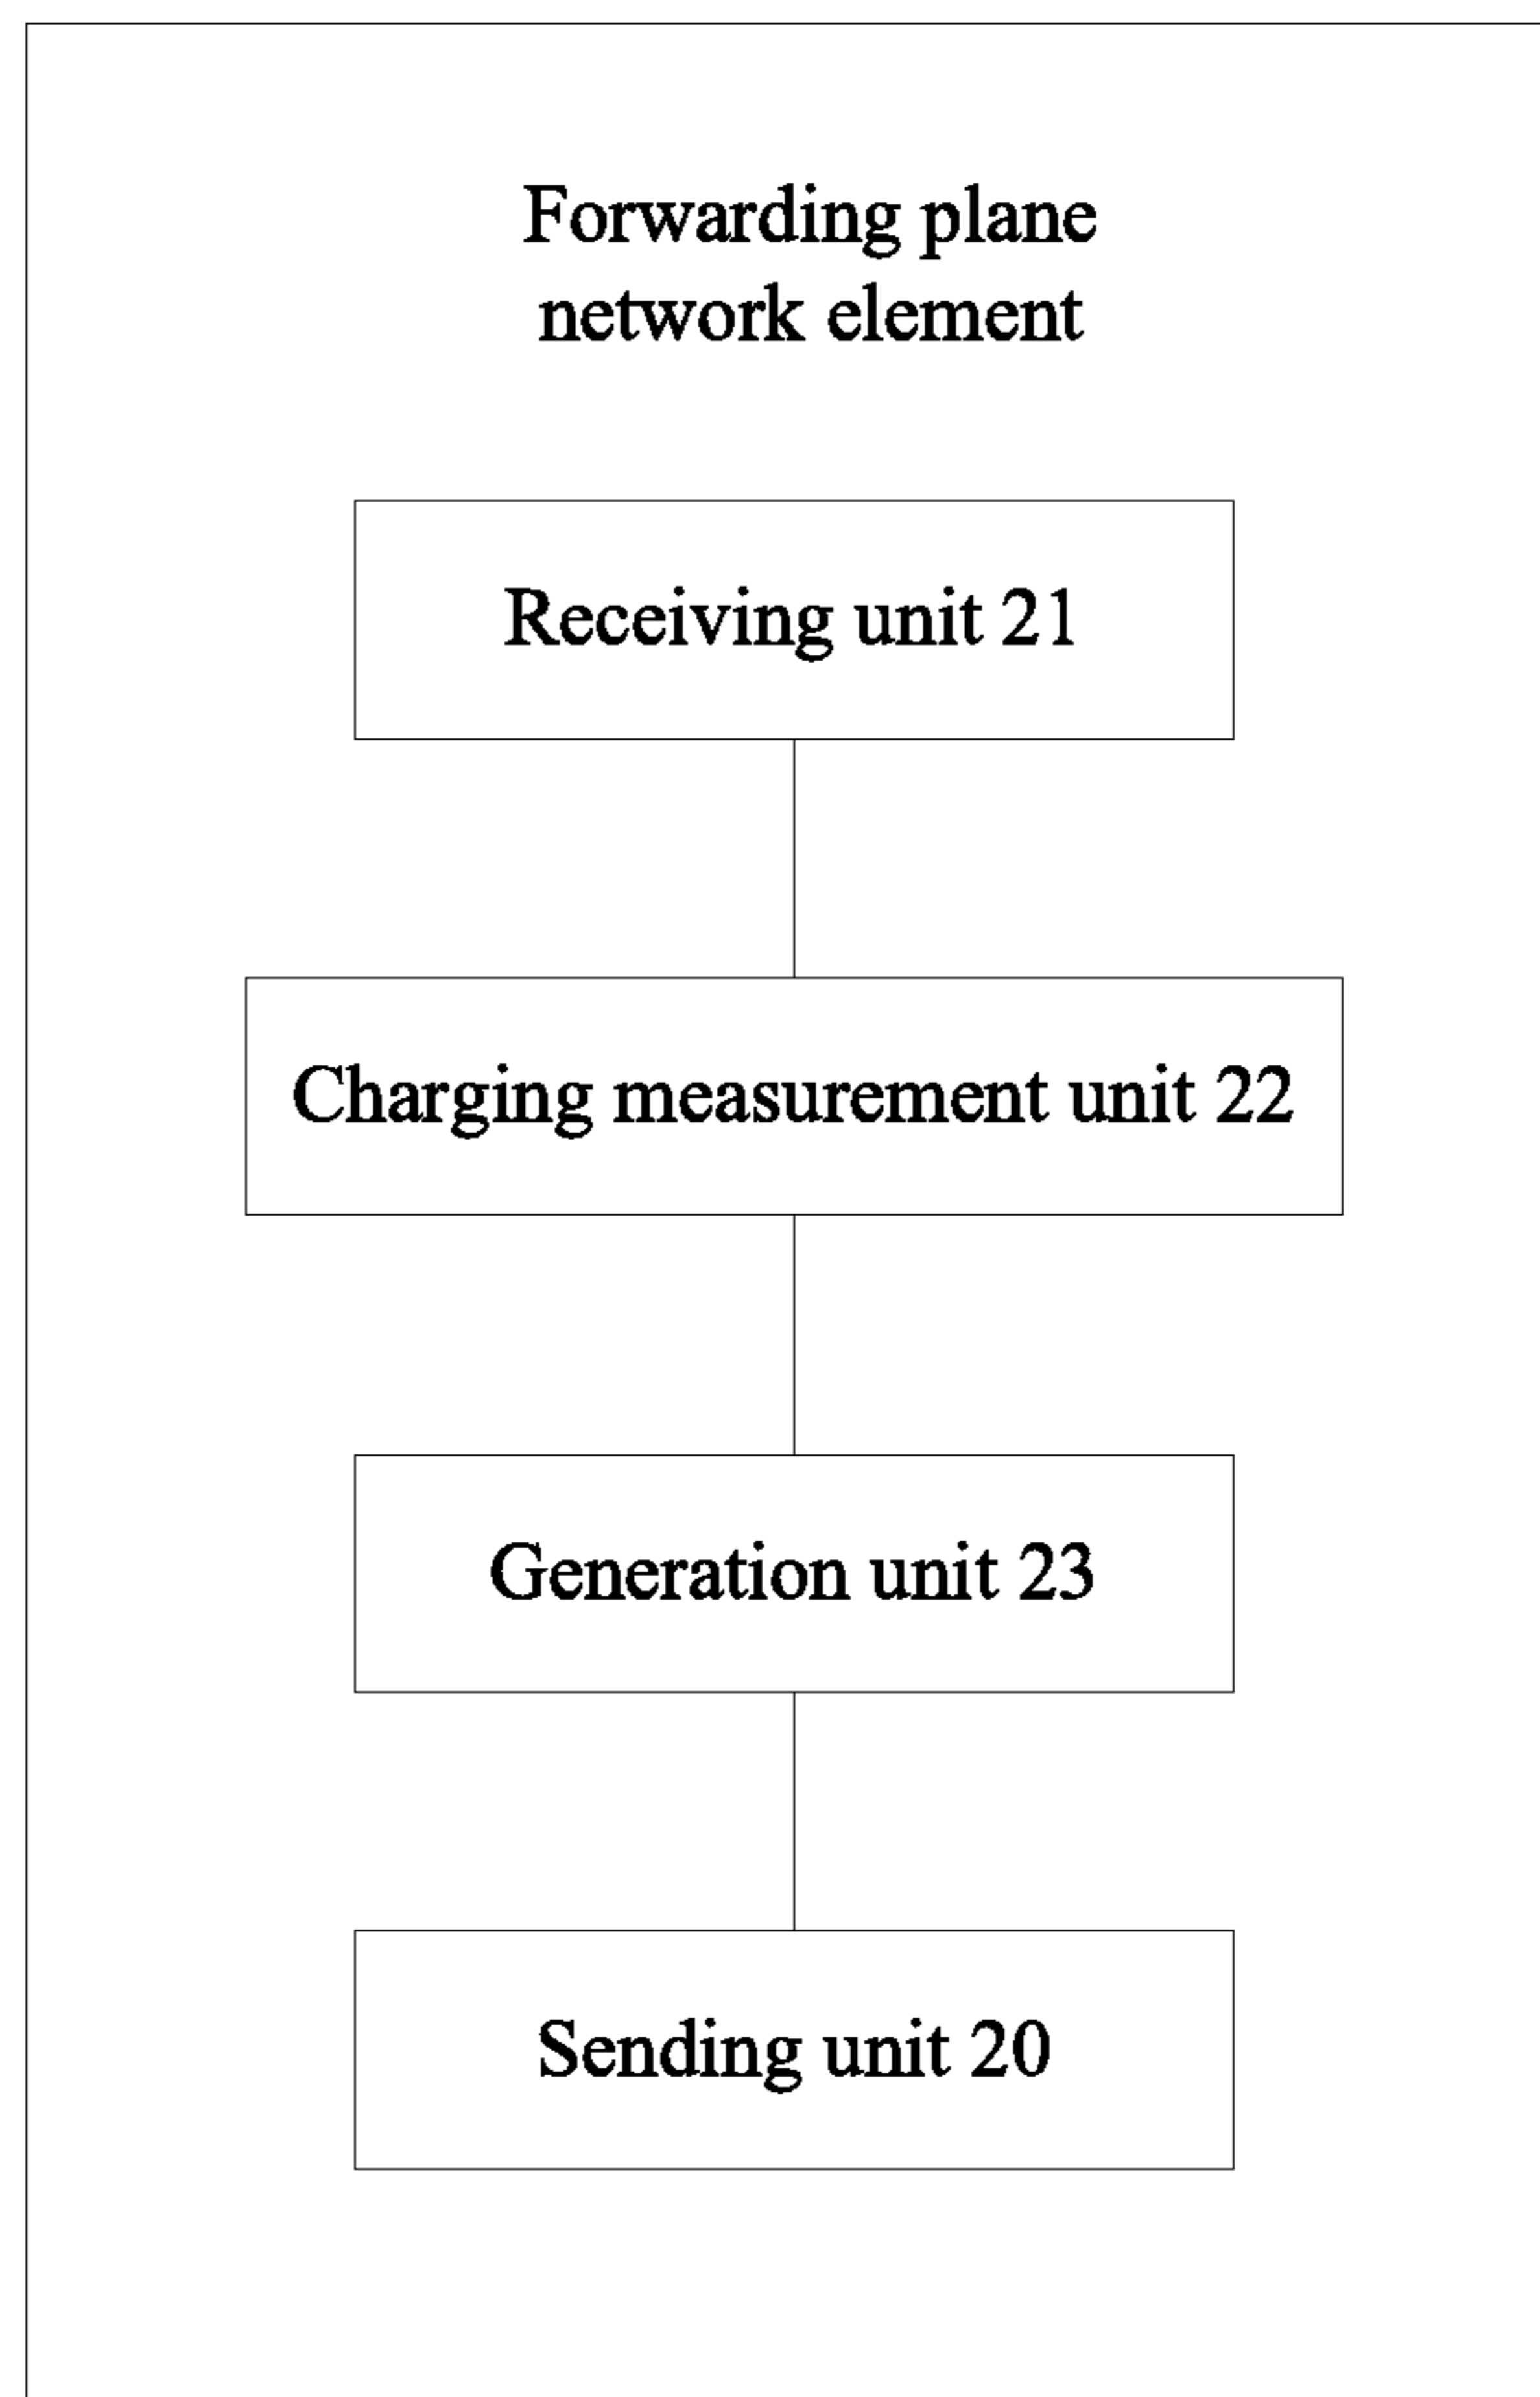 Forwarding plane
network element
Receiving unit 21
Charging measurement unit 22
Generation unit 23
Sending unit 20